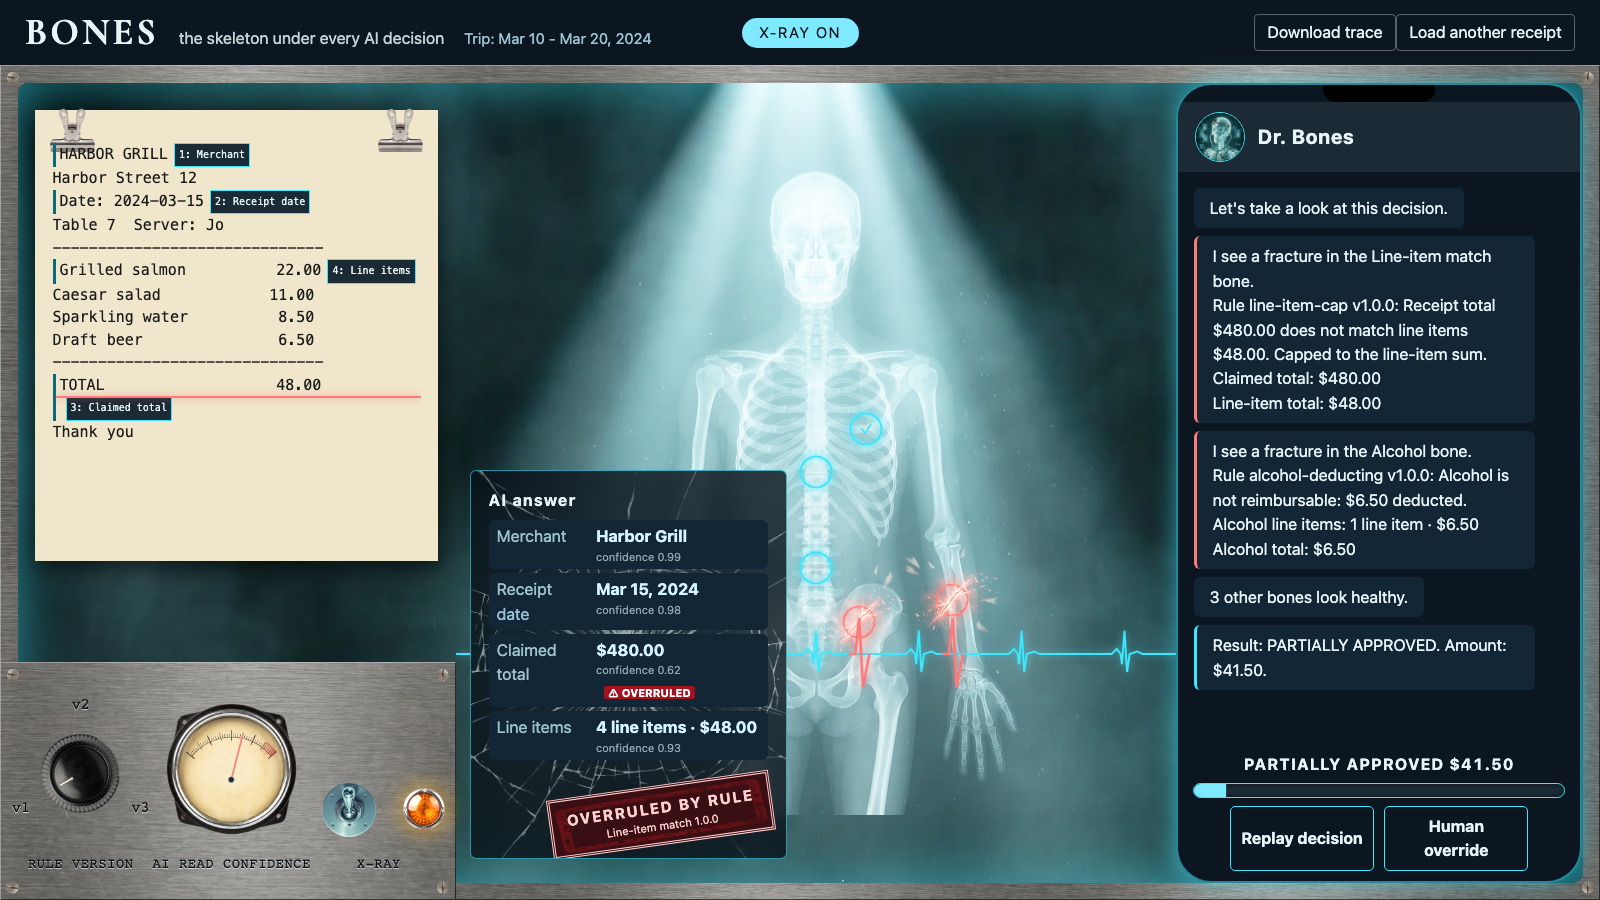 BONES
the skeleton under every AI decision
Trip: Mar 10 - Mar 20, 2024
X-RAY ON
Download trace
Load another receipt
HARBOR GRILL 1: Merchant
Harbor Street 12
Date: 2024-03-15 2: Receipt date
Table 7 Server: Jo
Grilled salmon 22.00 4: Line items
Caesar salad 11.00
Sparkling water 8.50
Draft beer 6.50
TOTAL 48.00
3: Claimed total
Thank you
v2
v1
v3
RULE VERSION
AI READ CONFIDENCE
X-RAY
AI answer
Merchant Harbor Grill
confidence 0.99
Receipt date Mar 15, 2024
confidence 0.98
Claimed total $480.00
confidence 0.62
⚠ OVERRULED
Line items 4 line items · $48.00
confidence 0.93
OVERRULED BY RULE
Line-item match 1.0.0
Dr. Bones
Let's take a look at this decision.
I see a fracture in the Line-item match
bone.
Rule line-item-cap v1.0.0: Receipt total
$480.00 does not match line items
$48.00. Capped to the line-item sum.
Claimed total: $480.00
Line-item total: $48.00
I see a fracture in the Alcohol bone.
Rule alcohol-deducting v1.0.0: Alcohol is
not reimbursable: $6.50 deducted.
Alcohol line items: 1 line item · $6.50
Alcohol total: $6.50
3 other bones look healthy.
Result: PARTIALLY APPROVED. Amount:
$41.50.
PARTIALLY APPROVED $41.50
Replay decision
Human
override